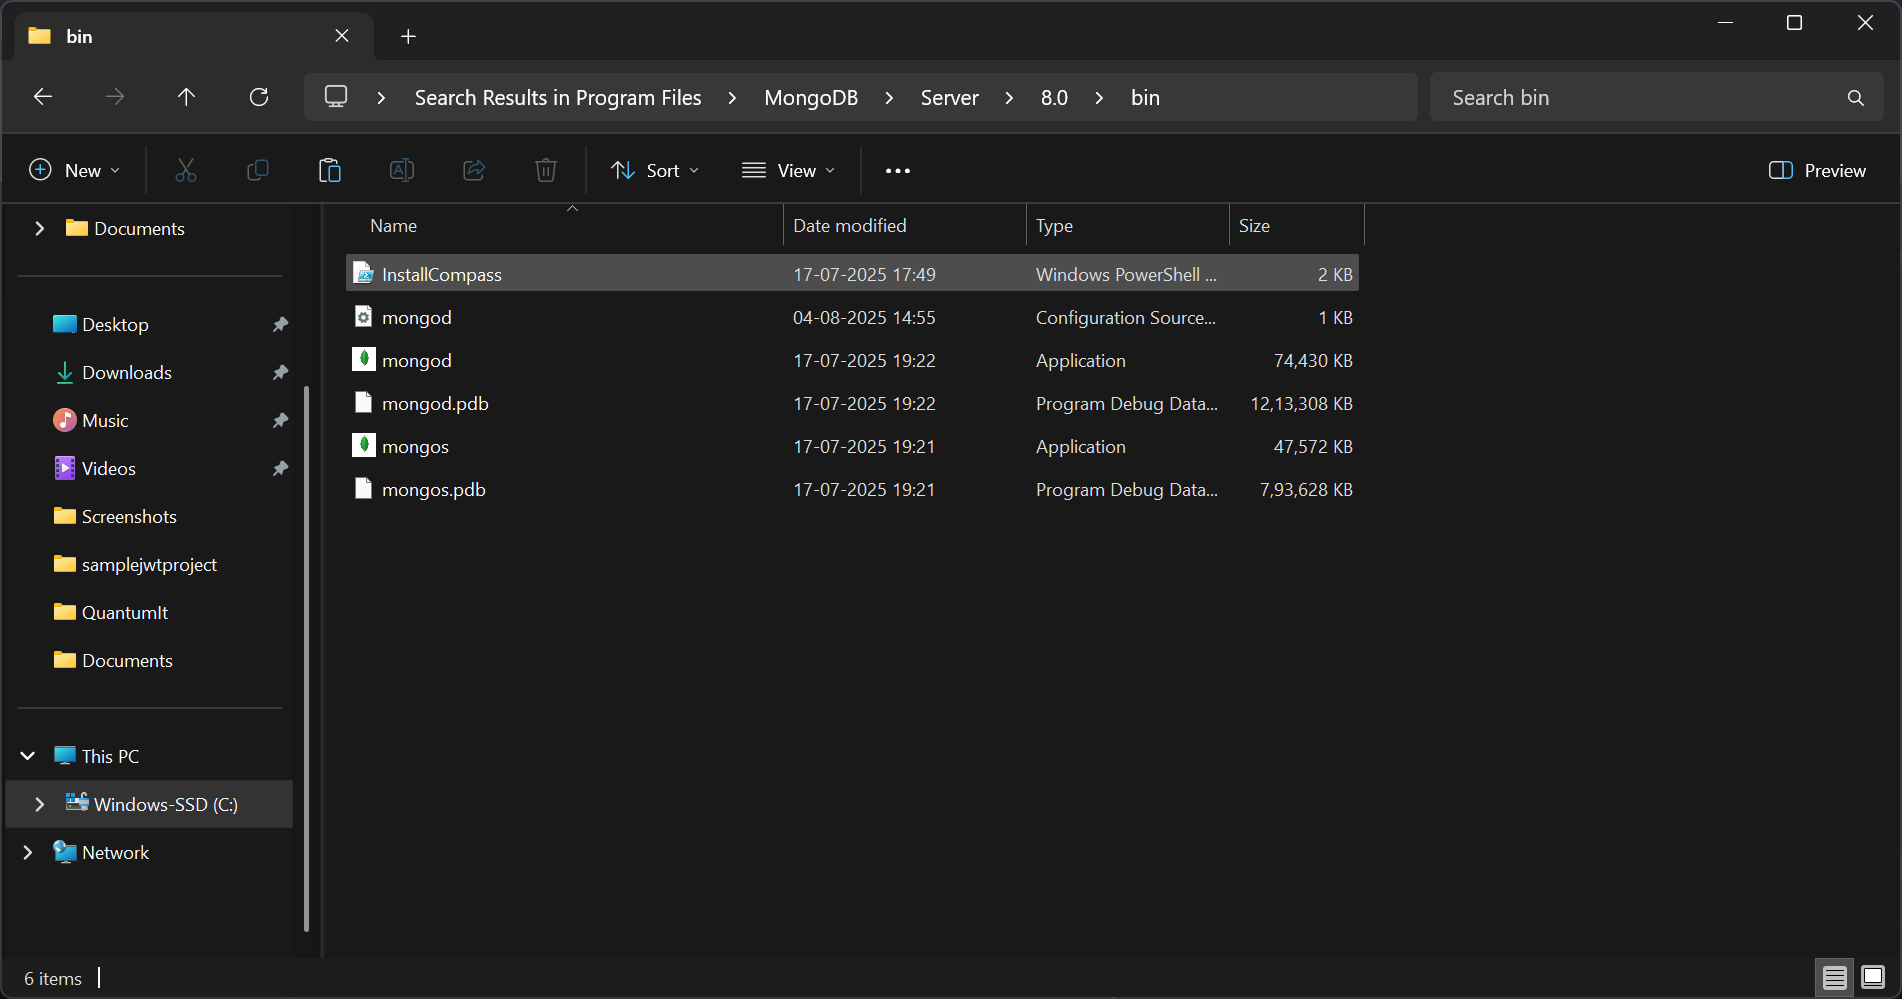 bin
Search Results in Program Files > MongoDB > Server > 8.0 > bin
Search bin
New
Sort
View
Preview
Documents
Desktop
Downloads
Music
Videos
Screenshots
samplejwtproject
QuantumIt
Documents
This PC
Windows-SSD (C:)
Network
Name Date modified Type Size
InstallCompass 17-07-2025 17:49 Windows PowerShell ... 2 KB
mongod 04-08-2025 14:55 Configuration Source... 1 KB
mongod 17-07-2025 19:22 Application 74,430 KB
mongod.pdb 17-07-2025 19:22 Program Debug Data... 12,13,308 KB
mongos 17-07-2025 19:21 Application 47,572 KB
mongos.pdb 17-07-2025 19:21 Program Debug Data... 7,93,628 KB
6 items